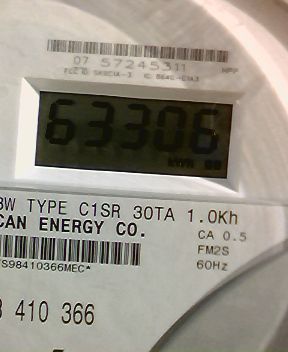 07 57245311
63306
KWH
3W TYPE C1SR 30TA 1.0Kh
CAN ENERGY CO.
CA 0.5
FM2S
60Hz
S98410366MEC*
8 410 366